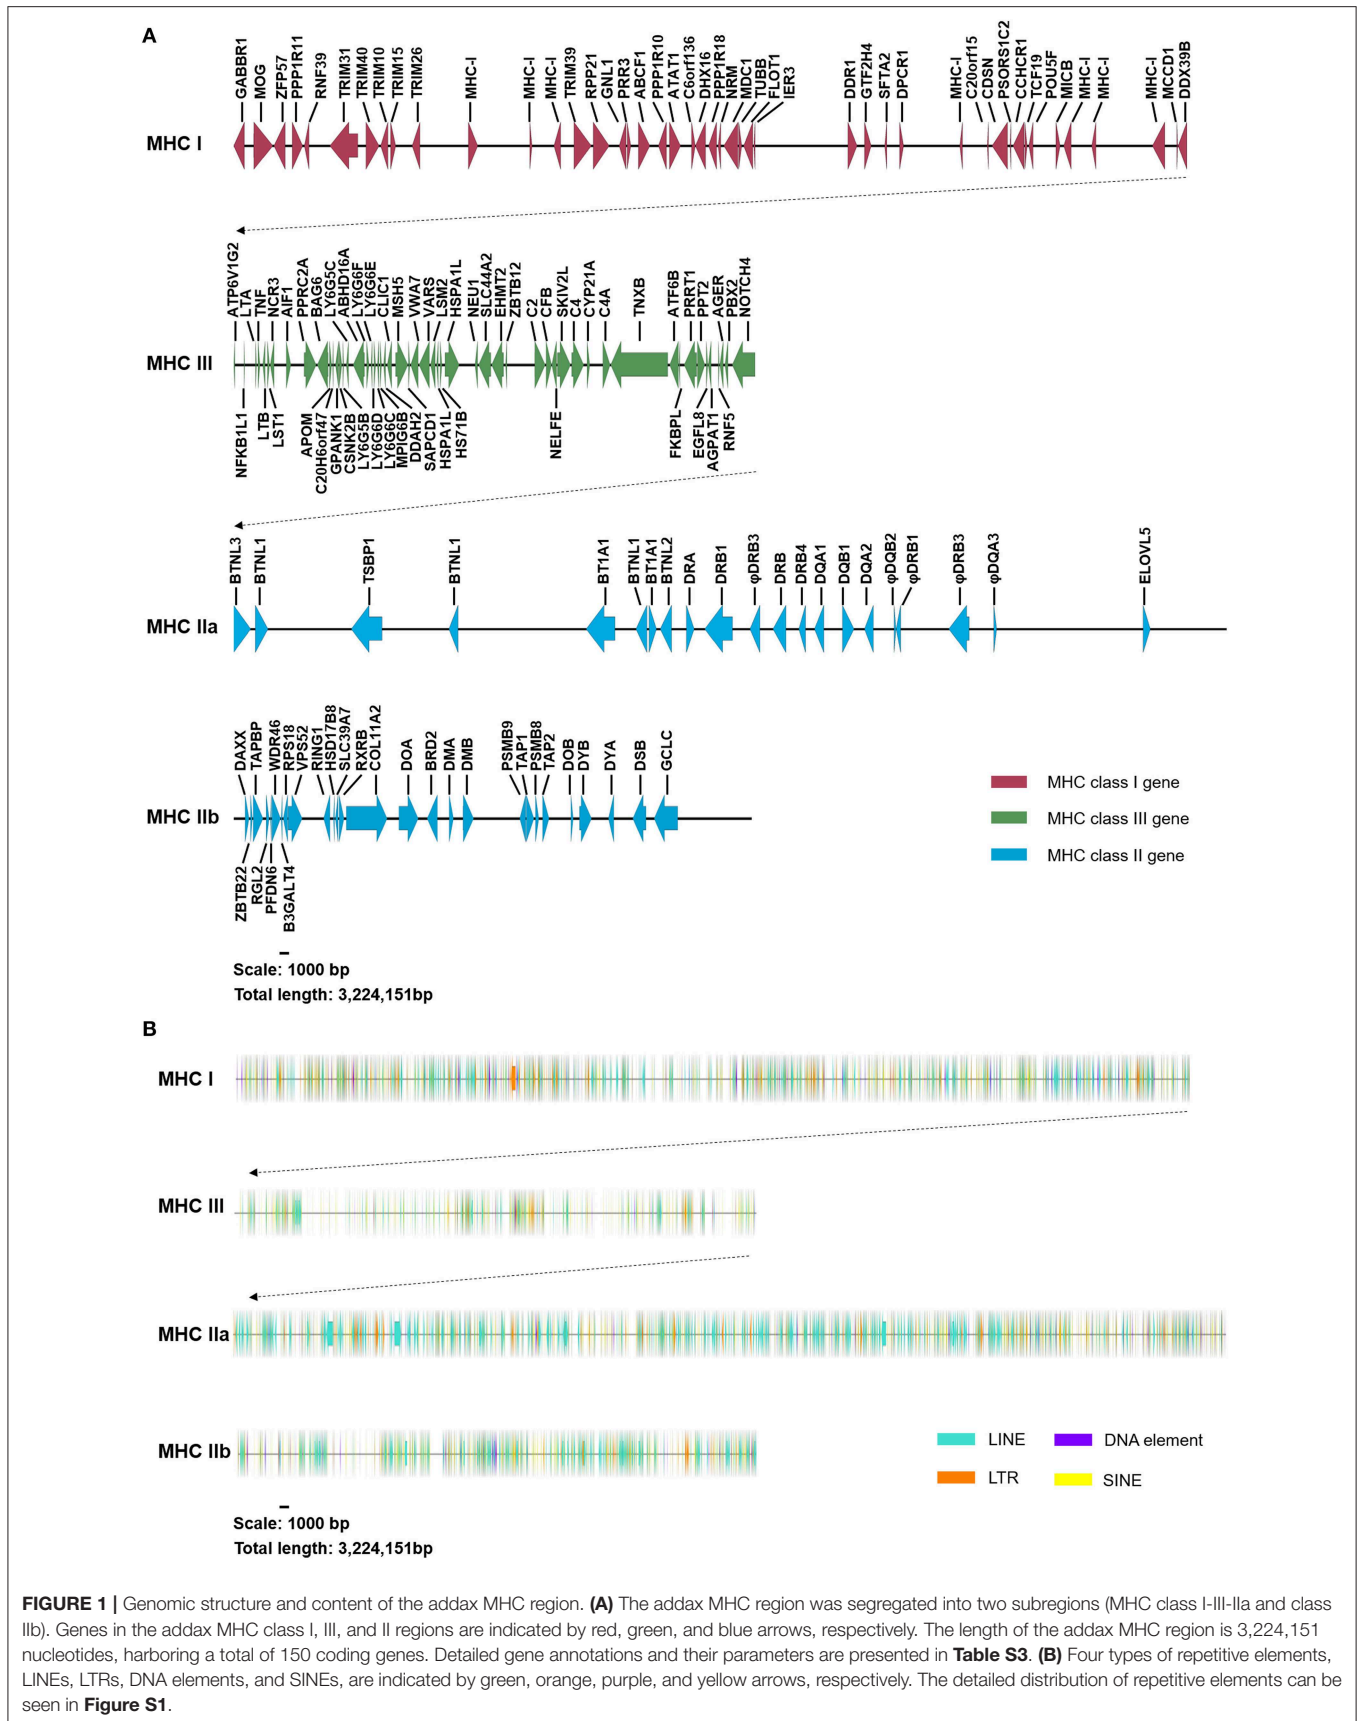 A
GABBR1
MOG
ZFP57
PPP1R11
RNF39
TRIM31
TRIM40
TRIM10
TRIM15
TRIM26
MHC-I
MHC-I
MHC-I
TRIM39
RPP21
GNL1
PRR3
ABCF1
PPP1R10
ATAT1
C6orf136
DHX16
PPP1R18
NRM
MDC1
TUBB
FLOT1
IER3
DDR1
GTF2H4
SFTA2
DPCR1
MHC-I
C20orf15
CDSN
PSORS1C2
CCHCR1
TCF19
POU5F
MICB
MHC-I
MHC-I
MHC-I
MCCD1
DDX39B
MHC I
ATP6V1G2
LTA
TNF
NCR3
AIF1
PPRC2A
BAG6
LY6G5C
ABHD16A
LY6G6F
LY6G6E
CLIC1
MSH5
VWA7
VARS
LSM2
HSPA1L
NEU1
SLC44A2
EHMT2
ZBTB12
C2
CFB
SKIV2L
C4
CYP21A
C4A
TNXB
ATF6B
PRRT1
PPT2
AGER
PBX2
NOTCH4
MHC III
NFKB1L1
LTB
LST1
APOM
C20H6orf47
GPANK1
CSNK2B
LY6G5B
LY6G6D
LY6G6C
MPIG6B
DDAH2
SAPCD1
HSPA1L
HS71B
NELFE
FKBPL
EGFL8
AGPAT1
RNF5
BTNL3
BTNL1
TSBP1
BTNL1
BT1A1
BTNL1
BT1A1
BTNL2
DRA
DRB1
φDRB3
DRB
DRB4
DQA1
DQB1
DQA2
φDQB2
φDRB1
φDRB3
φDQA3
ELOVL5
MHC IIa
DAXX
TAPBP
WDR46
RPS18
VPS52
RING1
HSD17B8
SLC39A7
RXRB
COL11A2
DOA
BRD2
DMA
DMB
PSMB9
TAP1
PSMB8
TAP2
DOB
DYB
DYA
DSB
GCLC
MHC IIb
ZBTB22
RGL2
PFDN6
B3GALT4
MHC class I gene
MHC class III gene
MHC class II gene
Scale: 1000 bp
Total length: 3,224,151bp
B
MHC I
MHC III
MHC IIa
MHC IIb
LINE
DNA element
LTR
SINE
Scale: 1000 bp
Total length: 3,224,151bp
FIGURE 1 | Genomic structure and content of the addax MHC region. (A) The addax MHC region was segregated into two subregions (MHC class I-III-IIa and class
IIb). Genes in the addax MHC class I, III, and II regions are indicated by red, green, and blue arrows, respectively. The length of the addax MHC region is 3,224,151
nucleotides, harboring a total of 150 coding genes. Detailed gene annotations and their parameters are presented in Table S3. (B) Four types of repetitive elements,
LINEs, LTRs, DNA elements, and SINEs, are indicated by green, orange, purple, and yellow arrows, respectively. The detailed distribution of repetitive elements can be
seen in Figure S1.